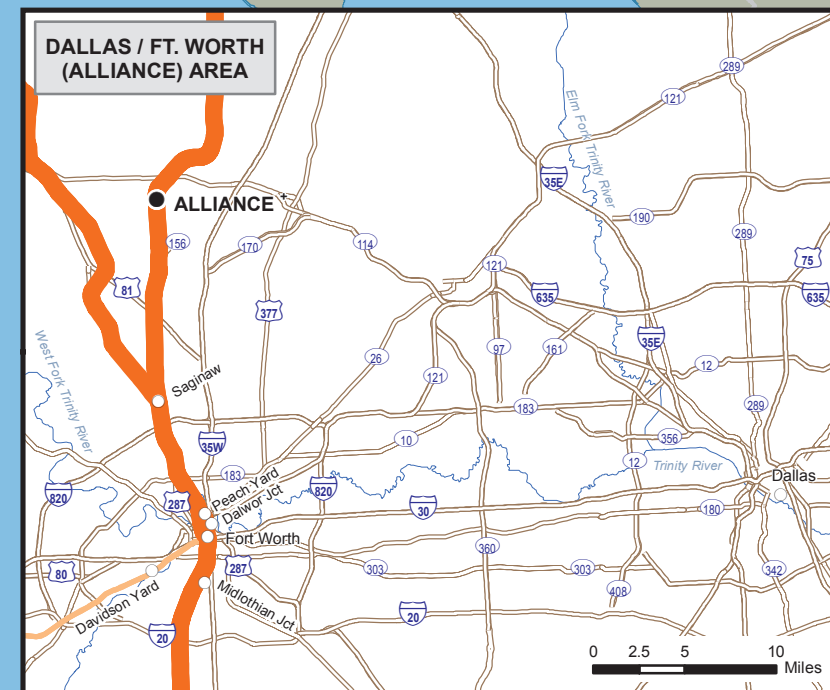 DALLAS / FT. WORTH
(ALLIANCE) AREA
289
121
Elm Fork Trinity River
35E
ALLIANCE
190
156
170
114
289
75
121
81
635
635
377
West Fork Trinity River
35E
97
161
26
12
Saginaw
121
289
183
10
356
35W
12
Trinity River
183
Dallas
820
Peach Yard
820
287
Dalwor Jct
30
180
Fort Worth
360
80
287
303
303
342
Davidson Yard
Midlothian Jct
408
20
20
0 2.5 5 10
Miles